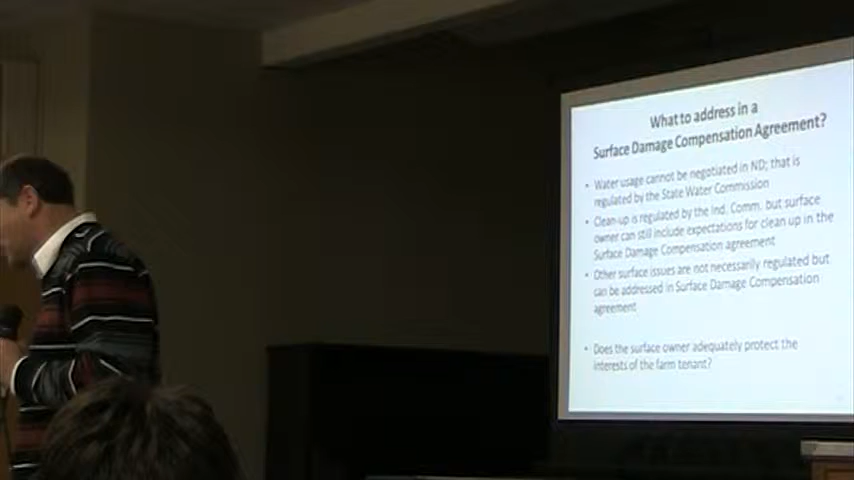 What to address in a
Surface Damage Compensation Agreement?
• Water usage cannot be negotiated in ND; that is
regulated by the State Water Commission
• Clean-up is regulated by the Ind. Comm. but surface
owner can still include expectations for clean up in the
Surface Damage Compensation agreement
• Other surface issues are not necessarily regulated but
can be addressed in Surface Damage Compensation
agreement
• Does the surface owner adequately protect the
interests of the farm tenant?